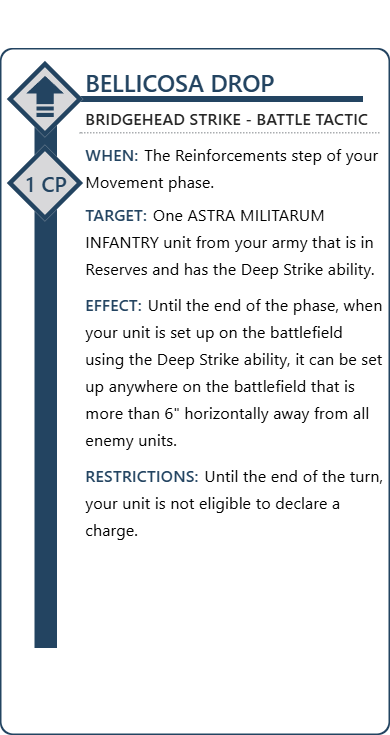 BELLICOSA DROP
BRIDGEHEAD STRIKE - BATTLE TACTIC
1 CP
WHEN: The Reinforcements step of your
Movement phase.
TARGET: One ASTRA MILITARUM
INFANTRY unit from your army that is in
Reserves and has the Deep Strike ability.
EFFECT: Until the end of the phase, when
your unit is set up on the battlefield
using the Deep Strike ability, it can be set
up anywhere on the battlefield that is
more than 6" horizontally away from all
enemy units.
RESTRICTIONS: Until the end of the turn,
your unit is not eligible to declare a
charge.